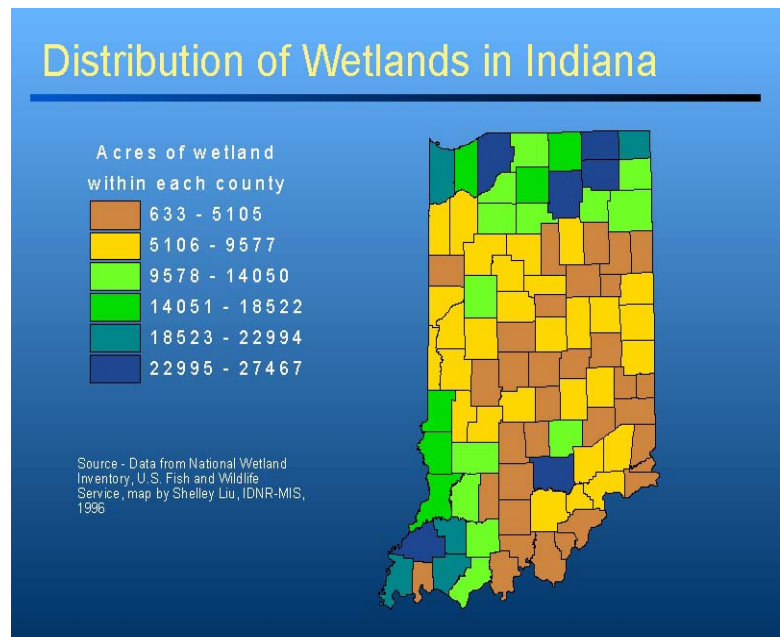 Distribution of Wetlands in Indiana
Acres of wetland
within each county
633 - 5105
5106 - 9577
9578 - 14050
14051 - 18522
18523 - 22994
22995 - 27467
Source - Data from National Wetland
Inventory, U.S. Fish and Wildlife
Service, map by Shelley Liu, IDNR-MIS,
1996